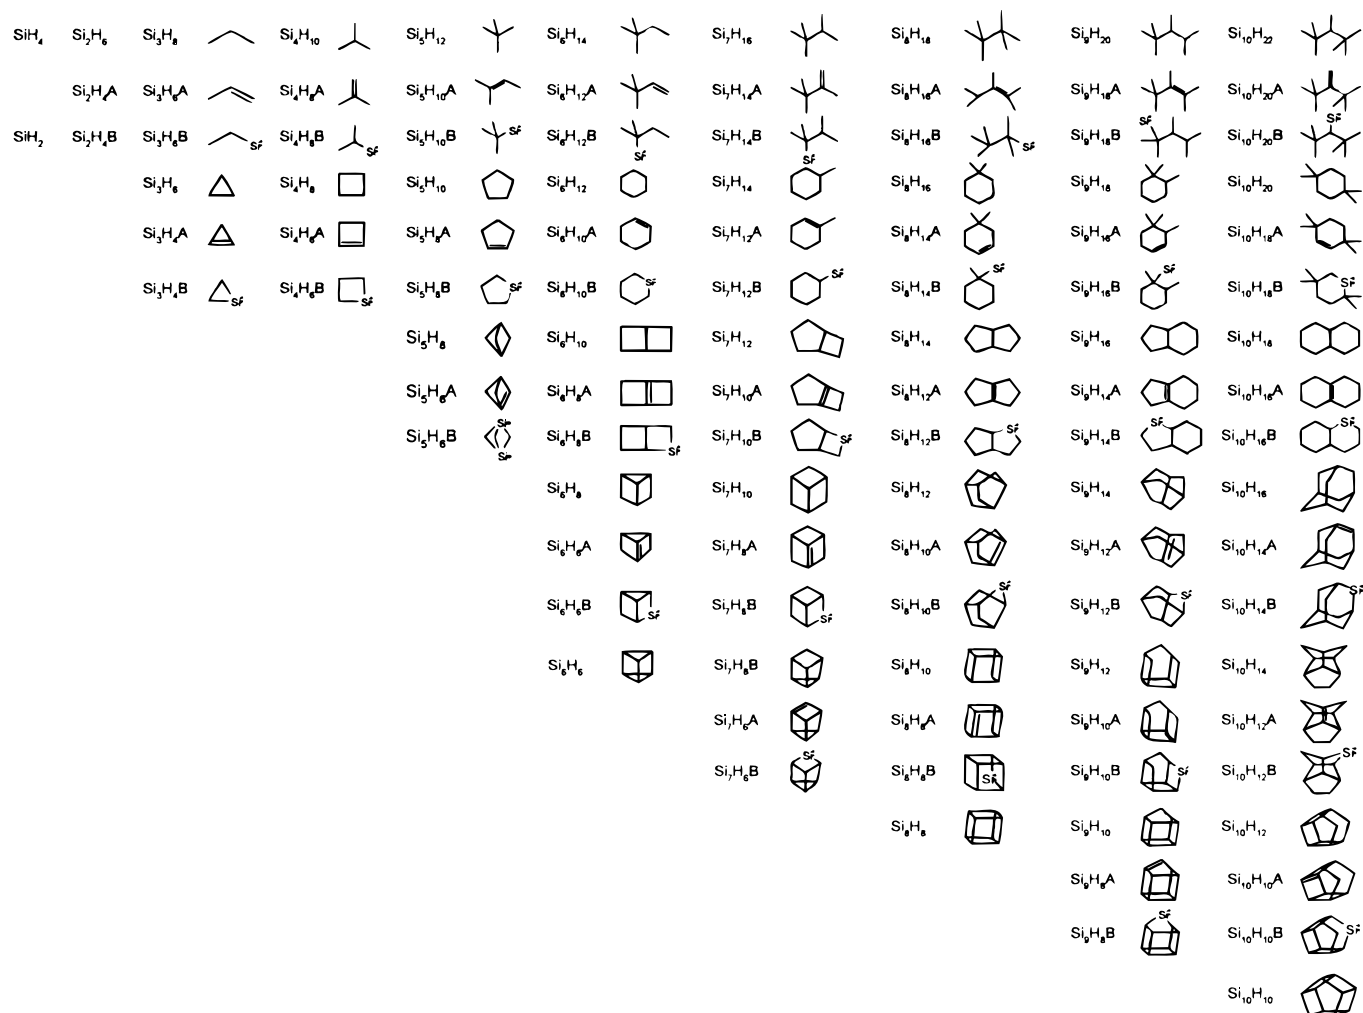 SiH₄ Si₂H₆ Si₃H₈ Si₄H₁₀ Si₅H₁₂ Si₆H₁₄ Si₇H₁₆ Si₈H₁₈ Si₉H₂₀ Si₁₀H₂₂
Si₂H₄A Si₃H₆A Si₄H₈A Si₅H₁₀A Si₆H₁₂A Si₇H₁₄A Si₈H₁₆A Si₉H₁₈A Si₁₀H₂₀A
SiH₂ Si₂H₄B Si₃H₆B Si₄H₈B Si₅H₁₀B Si₆H₁₂B Si₇H₁₄B Si₈H₁₆B Si₉H₁₈B Si₁₀H₂₀B
Si₃H₆ Si₄H₈ Si₅H₁₀ Si₆H₁₂ Si₇H₁₄ Si₈H₁₆ Si₉H₁₈ Si₁₀H₂₀
Si₃H₄A Si₄H₆A Si₅H₈A Si₆H₁₀A Si₇H₁₂A Si₈H₁₄A Si₉H₁₆A Si₁₀H₁₈A
Si₃H₄B Si₄H₆B Si₅H₈B Si₆H₁₀B Si₇H₁₂B Si₈H₁₄B Si₉H₁₆B Si₁₀H₁₈B
Si₅H₈ Si₆H₁₀ Si₇H₁₂ Si₈H₁₄ Si₉H₁₆ Si₁₀H₁₈
Si₅H₆A Si₆H₈A Si₇H₁₀A Si₈H₁₂A Si₉H₁₄A Si₁₀H₁₆A
Si₅H₆B Si₆H₈B Si₇H₁₀B Si₈H₁₂B Si₉H₁₄B Si₁₀H₁₆B
Si₆H₈ Si₇H₁₀ Si₈H₁₂ Si₉H₁₄ Si₁₀H₁₆
Si₆H₆A Si₇H₈A Si₈H₁₀A Si₉H₁₂A Si₁₀H₁₄A
Si₆H₆B Si₇H₈B Si₈H₁₀B Si₉H₁₂B Si₁₀H₁₄B
Si₆H₆ Si₇H₈B Si₈H₁₀ Si₉H₁₂ Si₁₀H₁₄
Si₇H₆A Si₈H₈A Si₉H₁₀A Si₁₀H₁₂A
Si₇H₆B Si₈H₈B Si₉H₁₀B Si₁₀H₁₂B
Si₈H₈ Si₉H₁₀ Si₁₀H₁₂
Si₉H₈A Si₁₀H₁₀A
Si₉H₈B Si₁₀H₁₀B
Si₁₀H₁₀